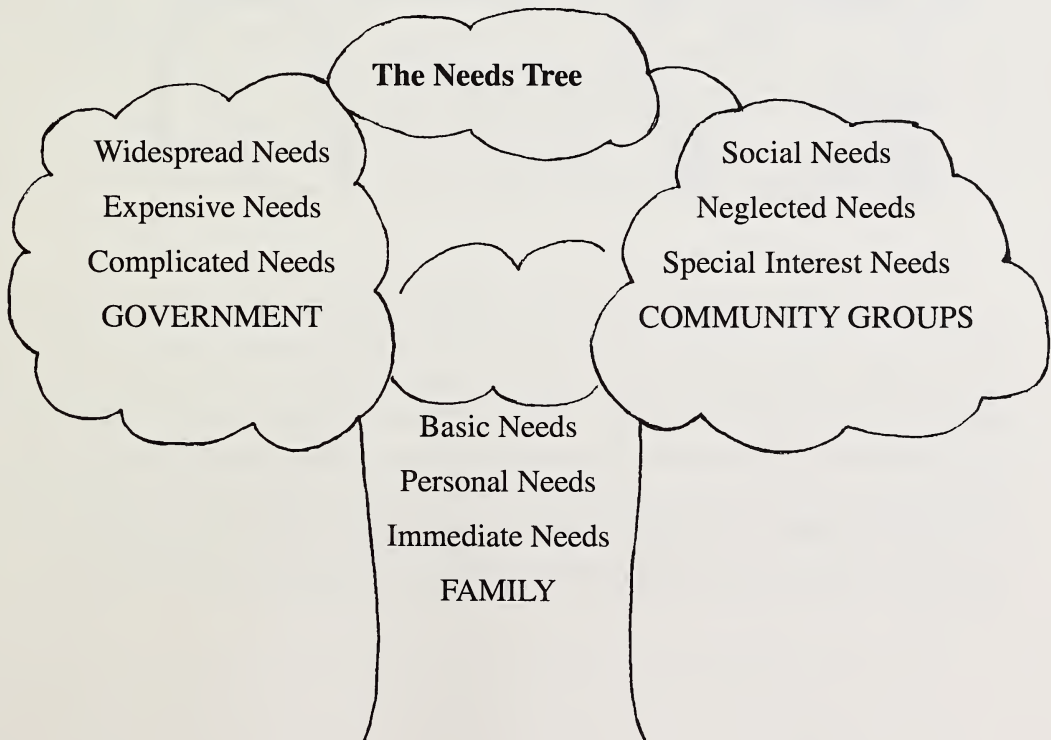 The Needs Tree
Widespread Needs
Expensive Needs
Complicated Needs
GOVERNMENT
Social Needs
Neglected Needs
Special Interest Needs
COMMUNITY GROUPS
Basic Needs
Personal Needs
Immediate Needs
FAMILY